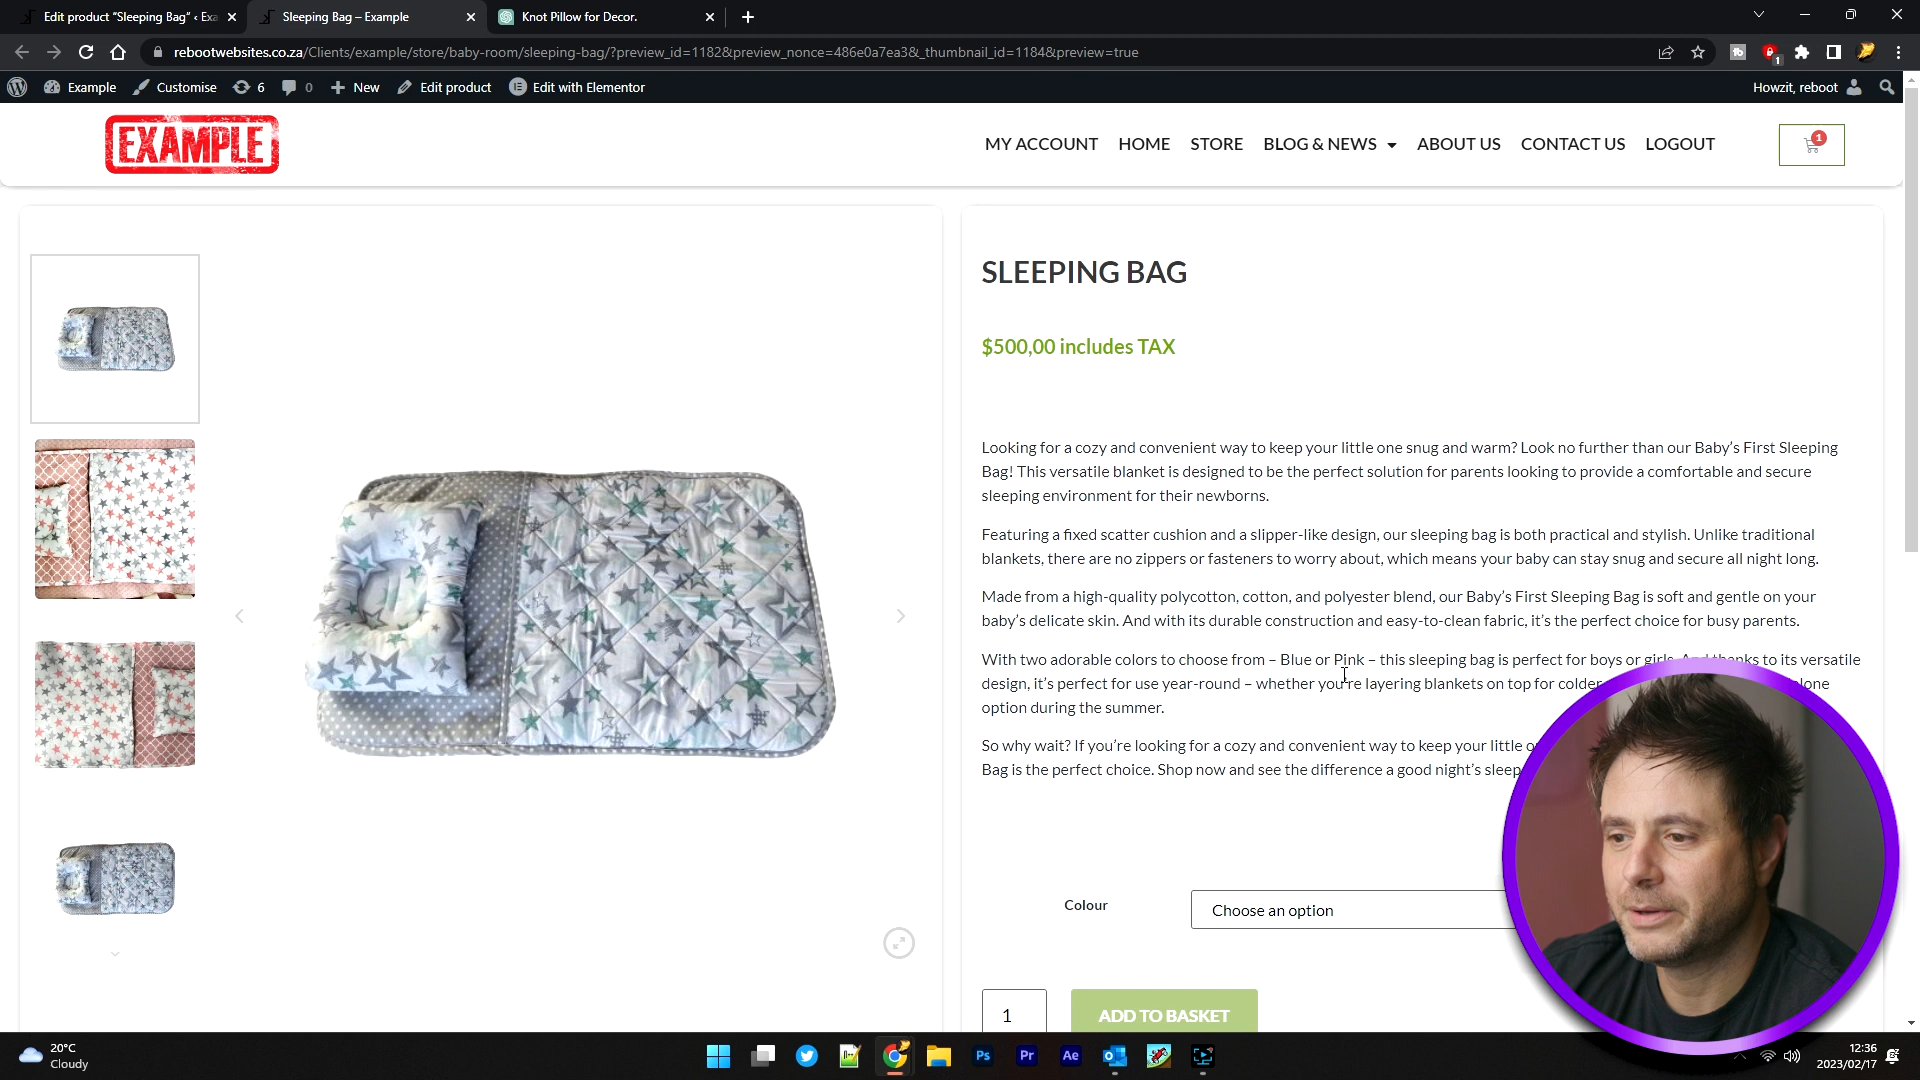 Edit product “Sleeping Bag” ‹ Exa
Sleeping Bag – Example
Knot Pillow for Decor.
rebootwebsites.co.za/Clients/example/store/baby-room/sleeping-bag/?preview_id=1182&preview_nonce=486e0a7ea3&_thumbnail_id=1184&preview=true
1
Example
Customise
6
0
New
Edit product
Edit with Elementor
Howzit, reboot
EXAMPLE
MY ACCOUNT
HOME
STORE
BLOG & NEWS
ABOUT US
CONTACT US
LOGOUT
1
SLEEPING BAG
$500,00 includes TAX
Looking for a cozy and convenient way to keep your little one snug and warm? Look no further than our Baby’s First Sleeping
Bag! This versatile blanket is designed to be the perfect solution for parents looking to provide a comfortable and secure
sleeping environment for their newborns.
Featuring a fixed scatter cushion and a slipper-like design, our sleeping bag is both practical and stylish. Unlike traditional
blankets, there are no zippers or fasteners to worry about, which means your baby can stay snug and secure all night long.
Made from a high-quality polycotton, cotton, and polyester blend, our Baby’s First Sleeping Bag is soft and gentle on your
baby’s delicate skin. And with its durable construction and easy-to-clean fabric, it’s the perfect choice for busy parents.
With two adorable colors to choose from – Blue or Pink – this sleeping bag is perfect for boys or girls. And thanks to its versatile
design, it’s perfect for use year-round – whether you’re layering blankets on top for colder
option during the summer.
So why wait? If you’re looking for a cozy and convenient way to keep your little
Bag is the perfect choice. Shop now and see the difference a good night’s sleep
Colour
Choose an option
1
ADD TO BASKET
20°C
Cloudy
Ps
Pr
Ae
12:36
2023/02/17